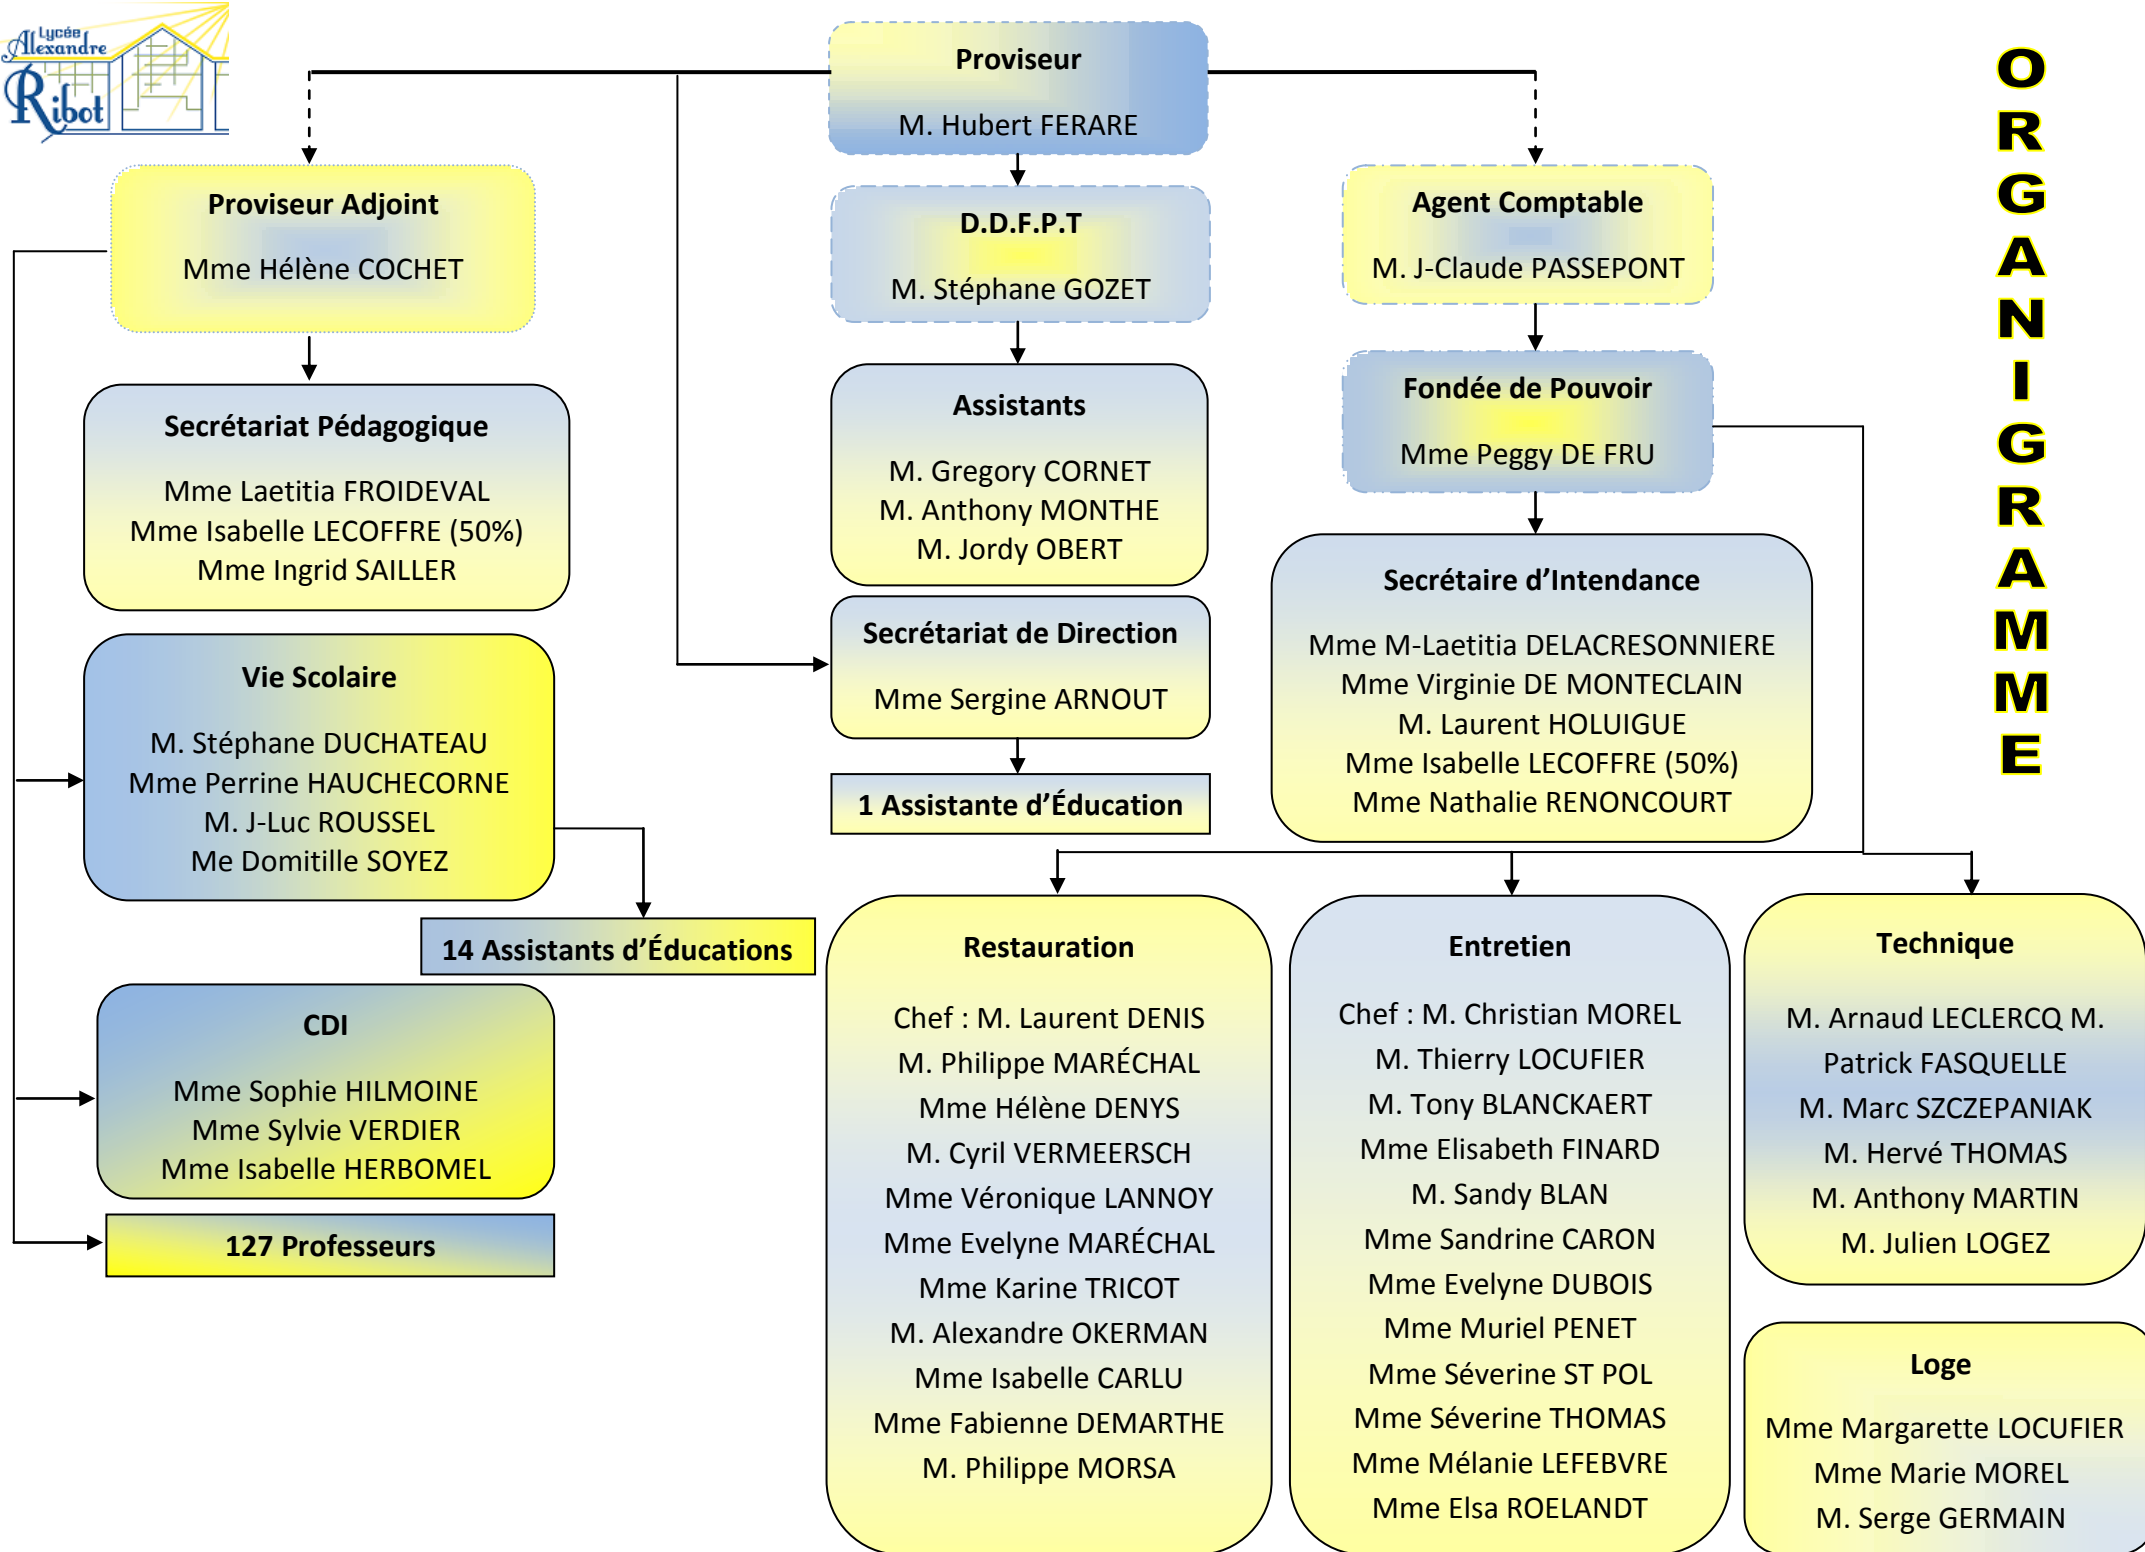 Lycée
Alexandre
Ribot
Proviseur
M. Hubert FERARE
ORGANIGRAMME
Proviseur Adjoint
Mme Hélène COCHET
D.D.F.P.T
M. Stéphane GOZET
Agent Comptable
M. J-Claude PASSEPONT
Fondée de Pouvoir
Mme Peggy DE FRU
Secrétariat Pédagogique
Mme Laetitia FROIDEVAL
Mme Isabelle LECOFFRE (50%)
Mme Ingrid SAILLER
Assistants
M. Gregory CORNET
M. Anthony MONTHE
M. Jordy OBERT
Secrétaire d’Intendance
Mme M-Laetitia DELACRESONNIERE
Mme Virginie DE MONTECLAIN
M. Laurent HOLUIGUE
Mme Isabelle LECOFFRE (50%)
Mme Nathalie RENONCOURT
Secrétariat de Direction
Mme Sergine ARNOUT
1 Assistante d’Éducation
Vie Scolaire
M. Stéphane DUCHATEAU
Mme Perrine HAUCHECORNE
M. J-Luc ROUSSEL
Me Domitille SOYEZ
14 Assistants d’Éducations
CDI
Mme Sophie HILMOINE
Mme Sylvie VERDIER
Mme Isabelle HERBOMEL
127 Professeurs
Restauration
Chef : M. Laurent DENIS
M. Philippe MARÉCHAL
Mme Hélène DENYS
M. Cyril VERMEERSCH
Mme Véronique LANNOY
Mme Evelyne MARÉCHAL
Mme Karine TRICOT
M. Alexandre OKERMAN
Mme Isabelle CARLU
Mme Fabienne DEMARTHE
M. Philippe MORSA
Entretien
Chef : M. Christian MOREL
M. Thierry LOCUFIER
M. Tony BLANCKAERT
Mme Elisabeth FINARD
M. Sandy BLAN
Mme Sandrine CARON
Mme Evelyne DUBOIS
Mme Muriel PENET
Mme Séverine ST POL
Mme Séverine THOMAS
Mme Mélanie LEFEBVRE
Mme Elsa ROELANDT
Technique
M. Arnaud LECLERCQ M.
Patrick FASQUELLE
M. Marc SZCZEPANIAK
M. Hervé THOMAS
M. Anthony MARTIN
M. Julien LOGEZ
Loge
Mme Margarette LOCUFIER
Mme Marie MOREL
M. Serge GERMAIN